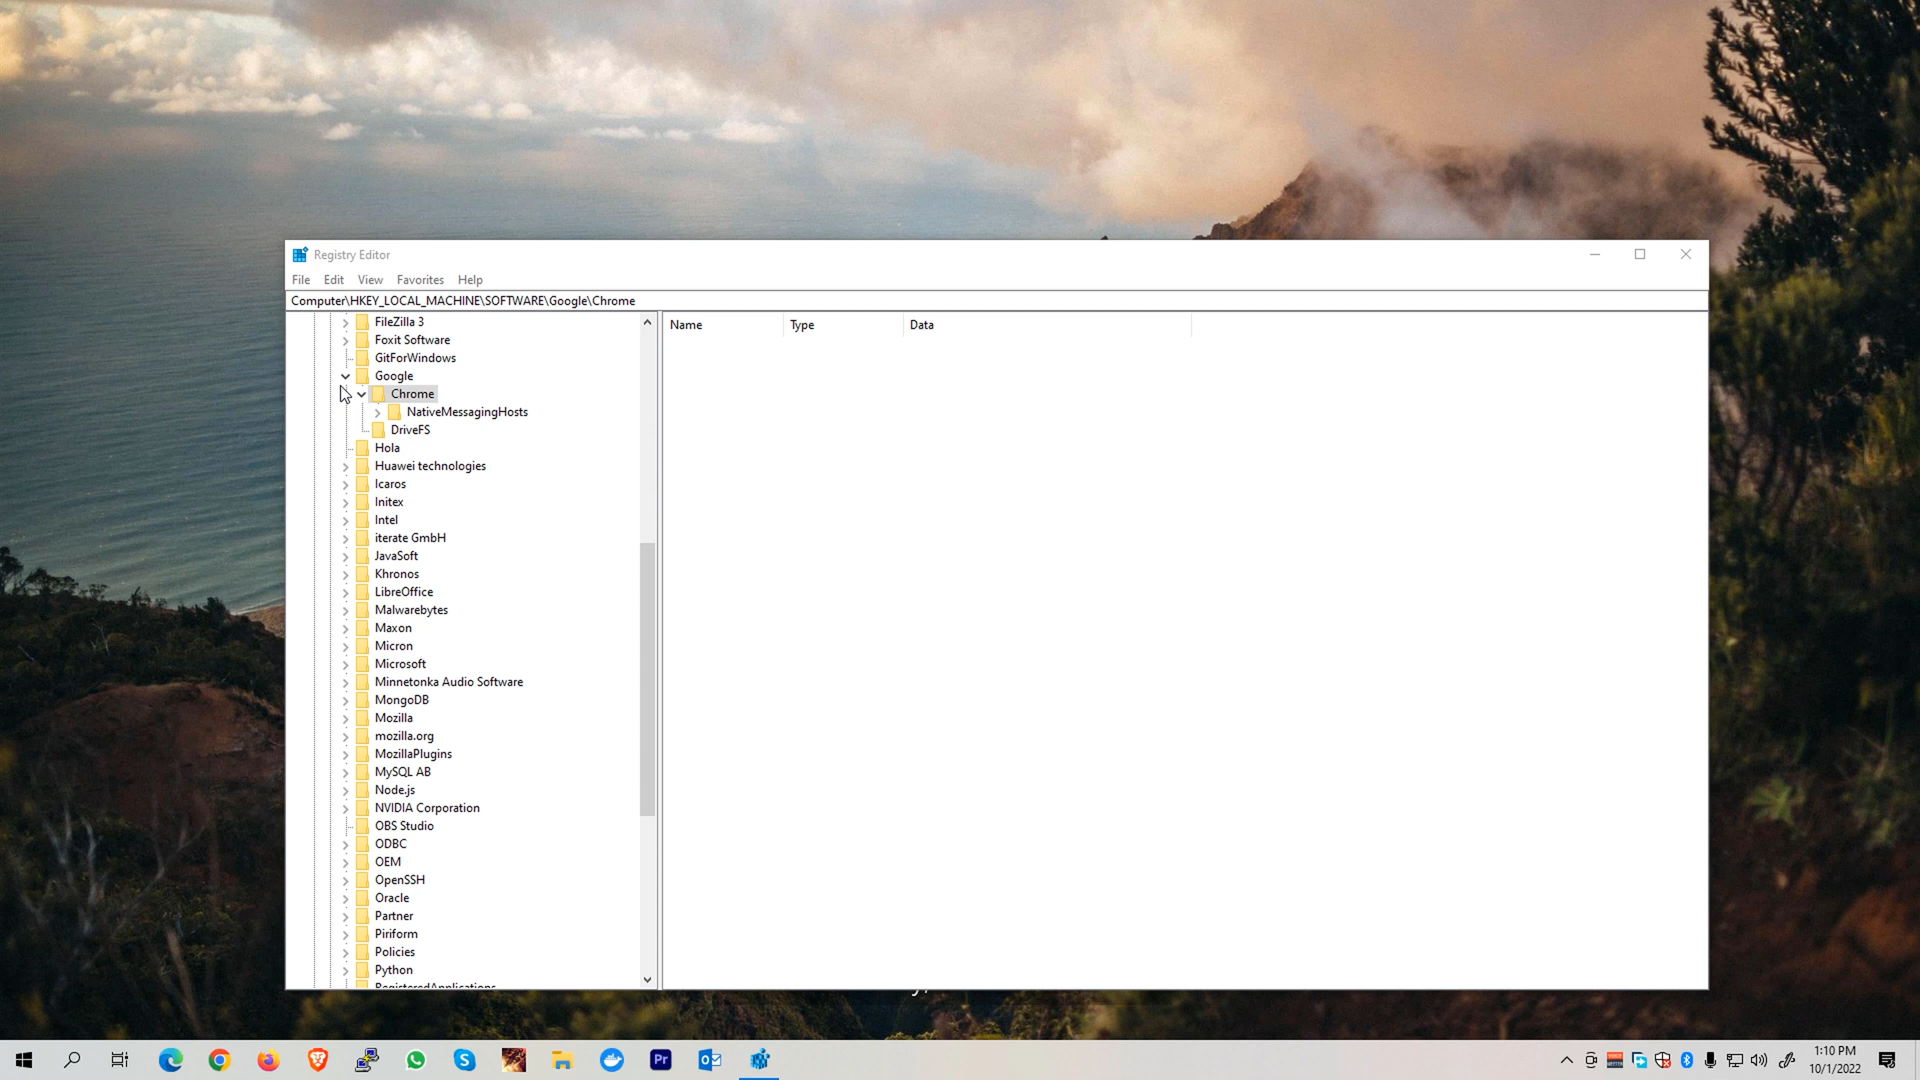 Registry Editor
File Edit View Favorites Help
Computer\HKEY_LOCAL_MACHINE\SOFTWARE\Google\Chrome
Name Type Data
FileZilla 3
Foxit Software
GitForWindows
Google
Chrome
NativeMessagingHosts
DriveFS
Hola
Huawei technologies
Icaros
Initex
Intel
iterate GmbH
JavaSoft
Khronos
LibreOffice
Malwarebytes
Maxon
Micron
Microsoft
Minnetonka Audio Software
MongoDB
Mozilla
mozilla.org
MozillaPlugins
MySQL AB
Node.js
NVIDIA Corporation
OBS Studio
ODBC
OEM
OpenSSH
Oracle
Partner
Piriform
Policies
Python
RegisteredApplications
Pr
1:10 PM
10/1/2022